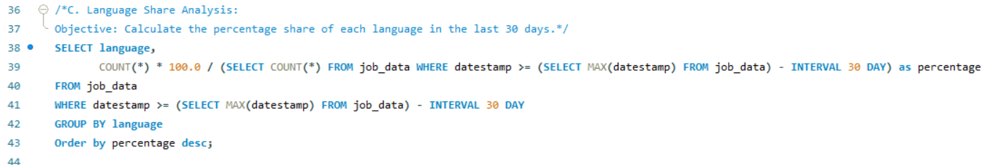 36 /*C. Language Share Analysis:
37 Objective: Calculate the percentage share of each language in the last 30 days.*/
38 SELECT language,
39 COUNT(*) * 100.0 / (SELECT COUNT(*) FROM job_data WHERE datestamp >= (SELECT MAX(datestamp) FROM job_data) - INTERVAL 30 DAY) as percentage
40 FROM job_data
41 WHERE datestamp >= (SELECT MAX(datestamp) FROM job_data) - INTERVAL 30 DAY
42 GROUP BY language
43 Order by percentage desc;
44